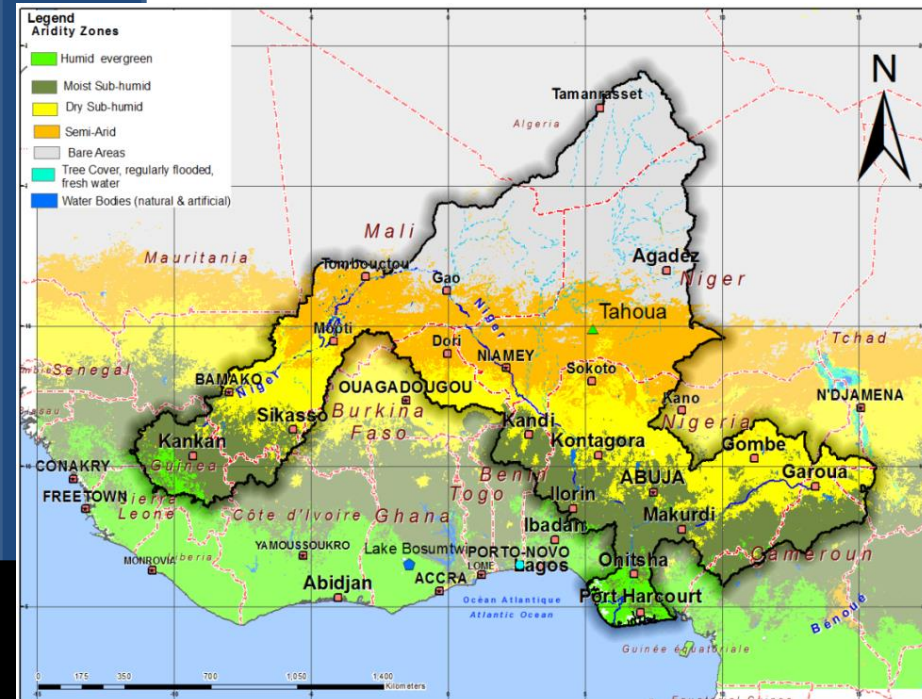 Legend
Aridity Zones
Humid evergreen
Moist Sub-humid
Dry Sub-humid
Semi-Arid
Bare Areas
Tree Cover, regularly flooded,
fresh water
Water Bodies (natural & artificial)
N
Tamanrasset
Algeria
Mali
Mauritania
Tombouctou
Gao
Agadez
Niger
Niger
Tahoua
Mopti
Dori
NIAMEY
Tchad
Senegal
BAMAKO
Niger
OUAGADOUGOU
Sokoto
Kano
N'DJAMENA
Sikasso
Burkina
Faso
Kandi
Nigeria
Kankan
Kontagora
Gombe
CONAKRY
Guinea
Benin
ABUJA
Garoua
FREETOWN
Sierra
Leone
Côte d'Ivoire
Ghana
Togo
Ilorin
Makurdi
Ibadan
Cameroun
YAMOUSSOUKRO
Lake Bosumtwi
PORTO-NOVO
Onitsha
MONROVIA
Liberia
LOME
Lagos
Abidjan
ACCRA
Port Harcourt
Océan Atlantique
Atlantic Ocean
Bénoue
Guinée équatoriale
0 175 350 700 1,050 1,400
Kilometers